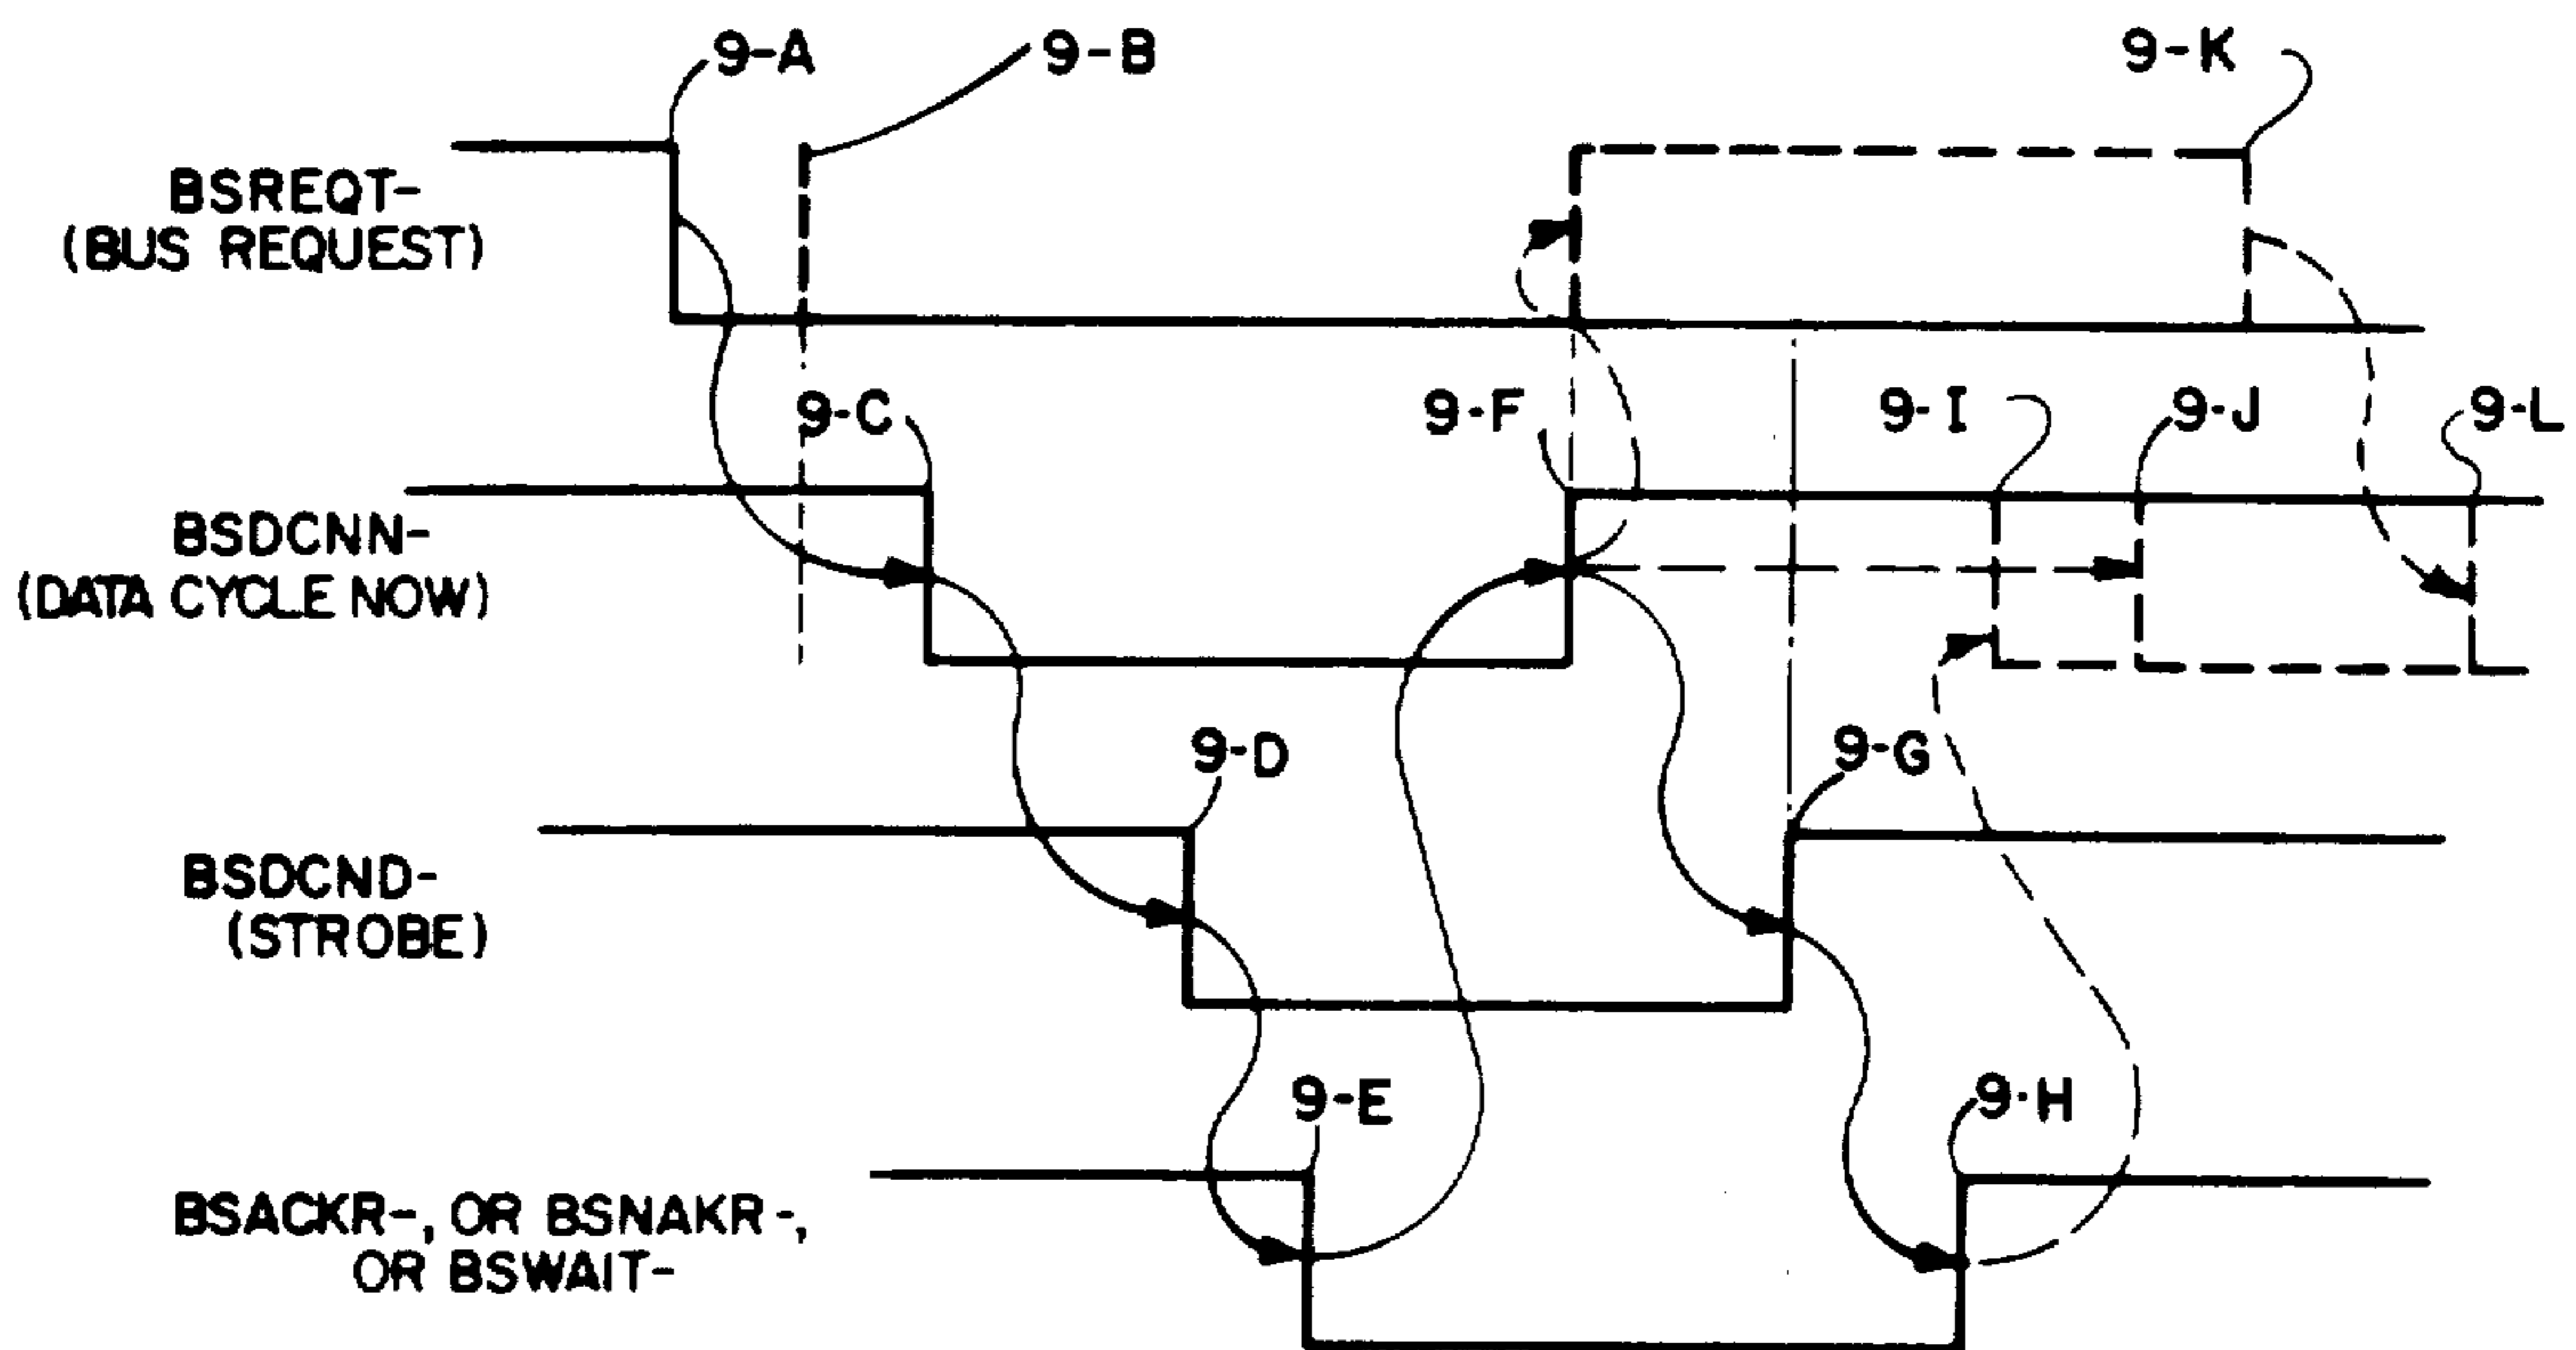 9-A
9-B
9-K
BSREQT-
(BUS REQUEST)
9-C
9-F
9-I
9-J
9-L
BSDCNN-
(DATA CYCLE NOW)
9-D
9-G
BSDCND-
(STROBE)
9-E
9-H
BSACKR-, OR BSNAKR-,
OR BSWAIT-